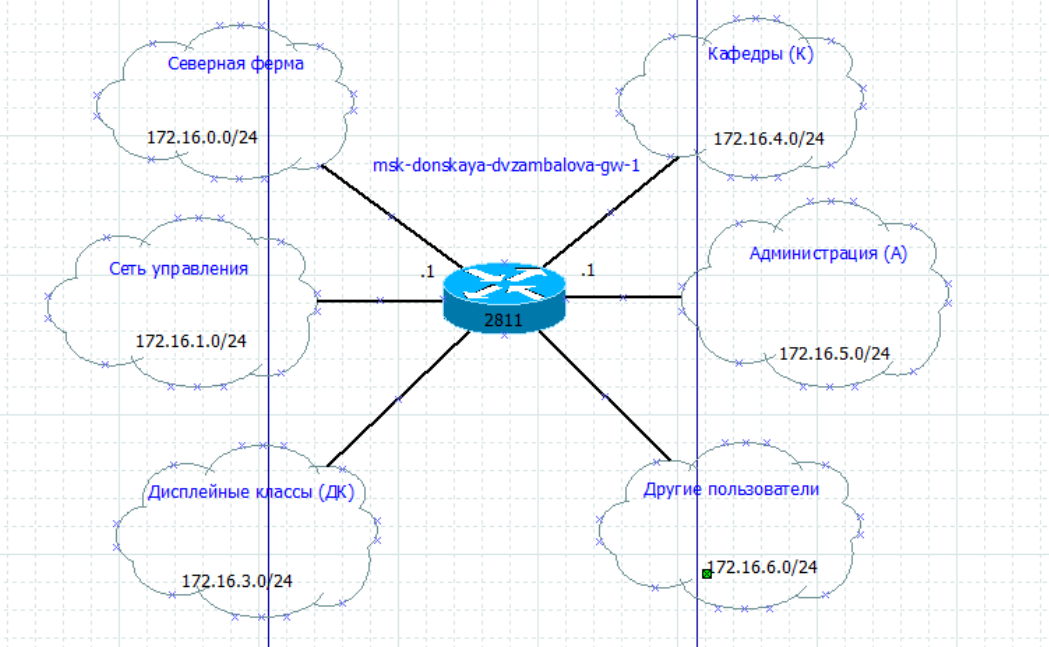 Северная ферма
172.16.0.0/24
Кафедры (К)
172.16.4.0/24
msk-donskaya-dvzambalova-gw-1
Сеть управления
172.16.1.0/24
.1
.1
2811
Администрация (А)
172.16.5.0/24
Дисплейные классы (ДК)
172.16.3.0/24
Другие пользователи
172.16.6.0/24